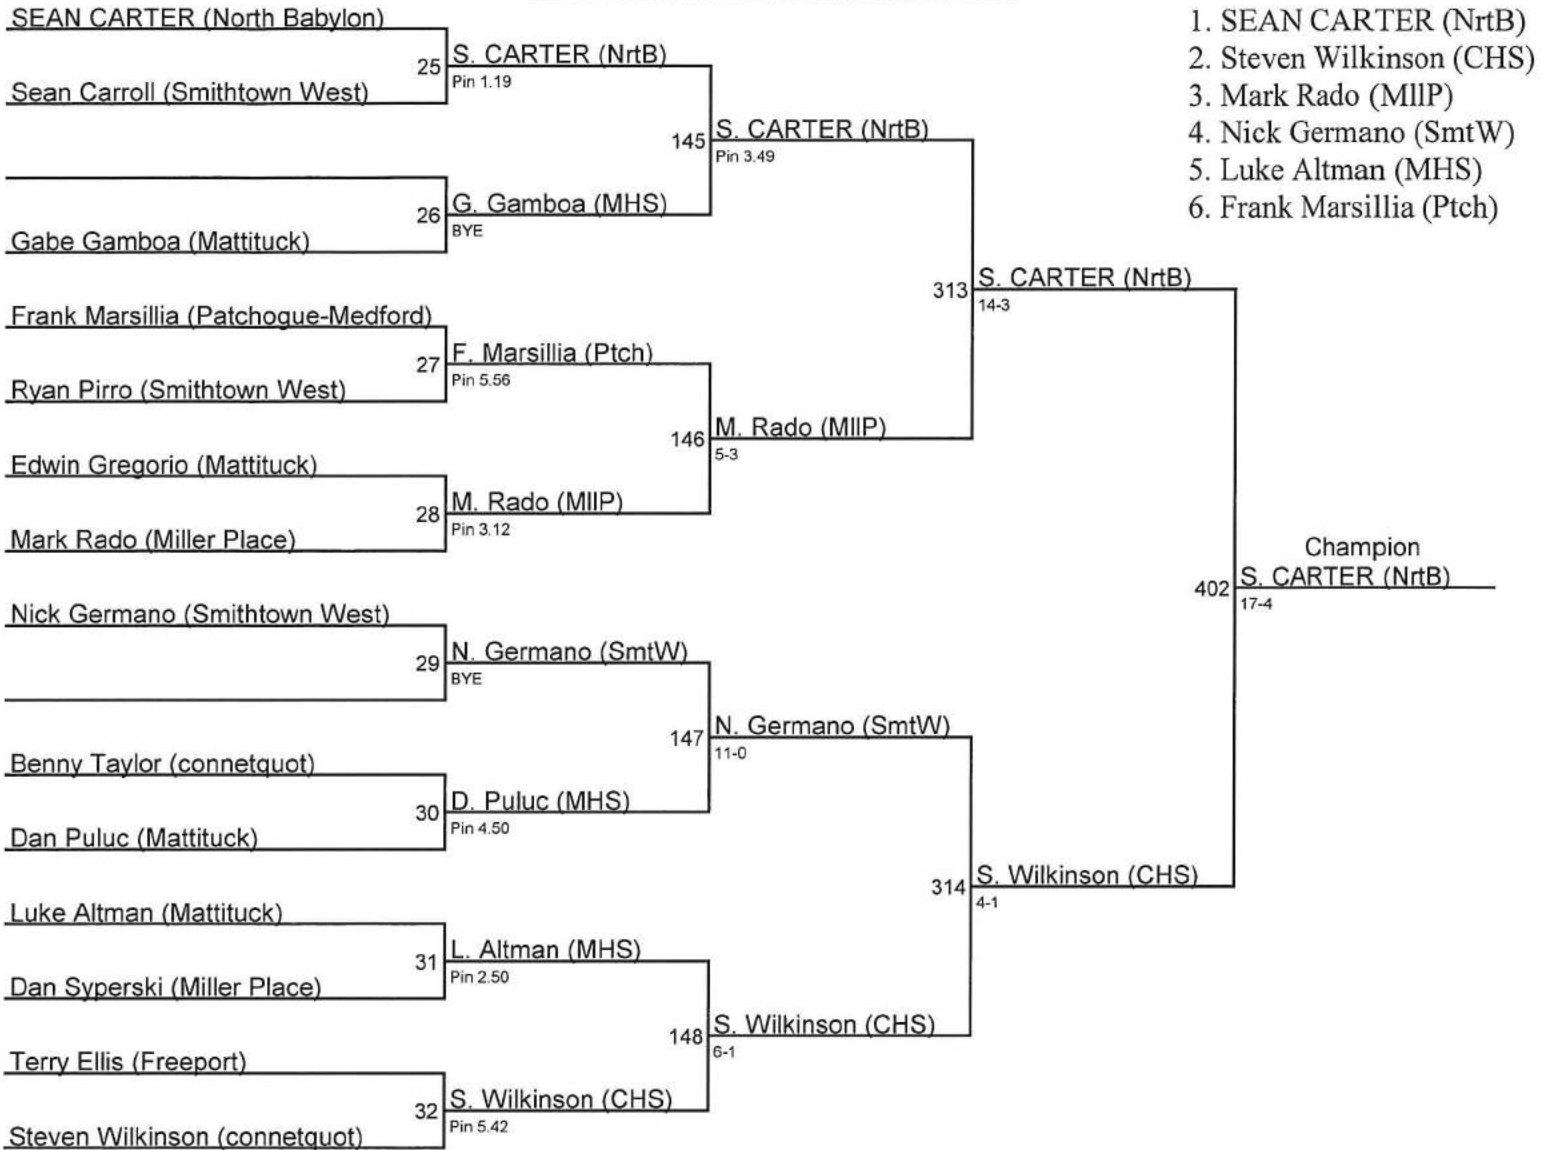 SEAN CARTER (North Babylon)
25
S. CARTER (NrtB)
Pin 1.19
Sean Carroll (Smithtown West)
145
S. CARTER (NrtB)
Pin 3.49
26
G. Gamboa (MHS)
BYE
Gabe Gamboa (Mattituck)
313
S. CARTER (NrtB)
14-3
Frank Marsillia (Patchogue-Medford)
27
F. Marsillia (Ptch)
Pin 5.56
Ryan Pirro (Smithtown West)
146
M. Rado (MllP)
5-3
Edwin Gregorio (Mattituck)
28
M. Rado (MllP)
Pin 3.12
Mark Rado (Miller Place)
Champion
402
S. CARTER (NrtB)
17-4
Nick Germano (Smithtown West)
29
N. Germano (SmtW)
BYE
147
N. Germano (SmtW)
11-0
Benny Taylor (connetquot)
30
D. Puluc (MHS)
Pin 4.50
Dan Puluc (Mattituck)
314
S. Wilkinson (CHS)
4-1
Luke Altman (Mattituck)
31
L. Altman (MHS)
Pin 2.50
Dan Syperski (Miller Place)
148
S. Wilkinson (CHS)
6-1
Terry Ellis (Freeport)
32
S. Wilkinson (CHS)
Pin 5.42
Steven Wilkinson (connetquot)
1. SEAN CARTER (NrtB)
2. Steven Wilkinson (CHS)
3. Mark Rado (MllP)
4. Nick Germano (SmtW)
5. Luke Altman (MHS)
6. Frank Marsillia (Ptch)